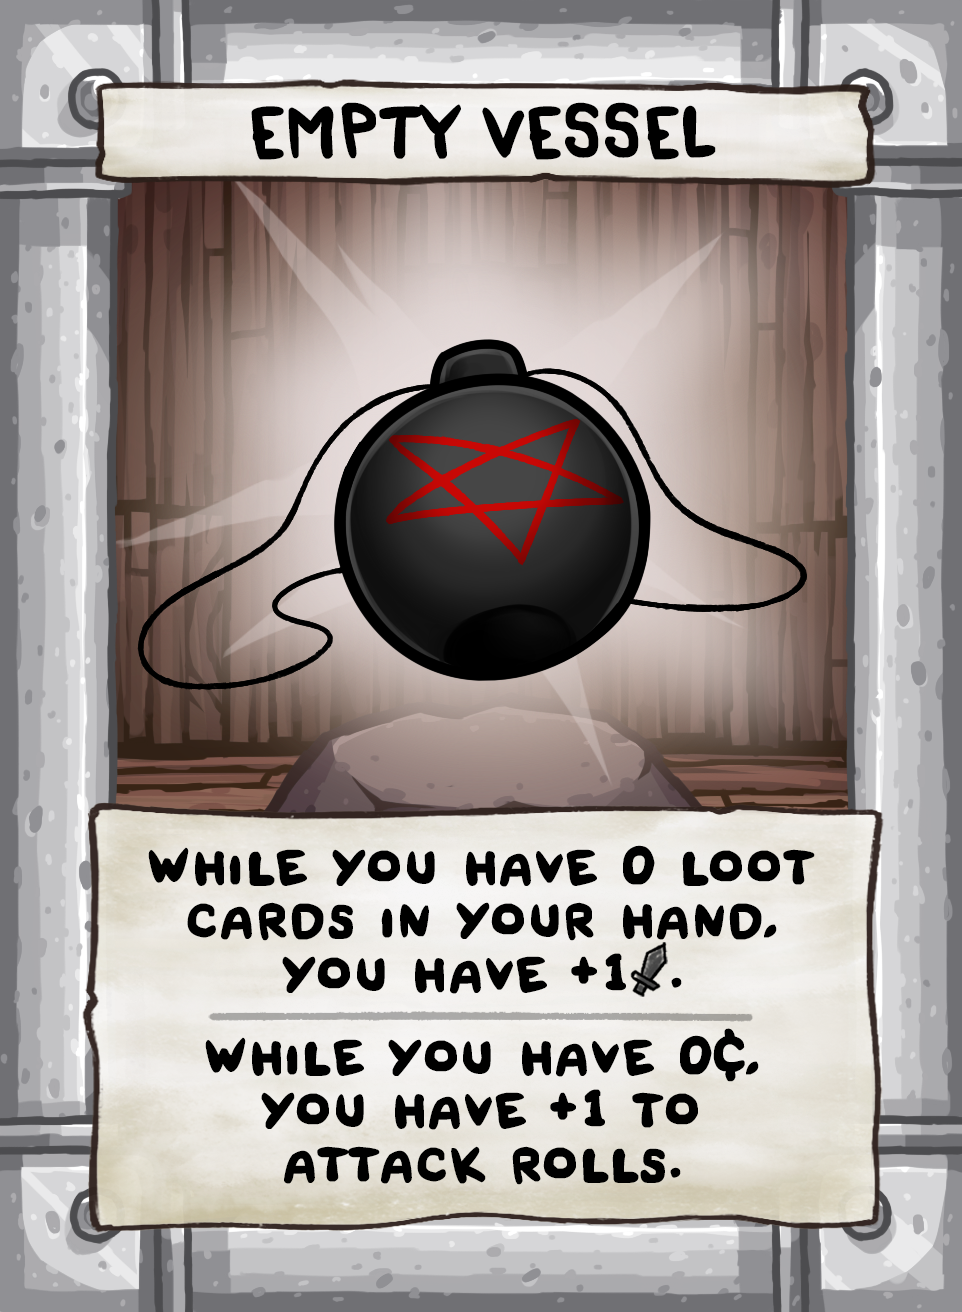 EMPTY VESSEL
WHILE YOU HAVE 0 LOOT
CARDS IN YOUR HAND,
YOU HAVE +1.
WHILE YOU HAVE 0¢,
YOU HAVE +1 TO
ATTACK ROLLS.